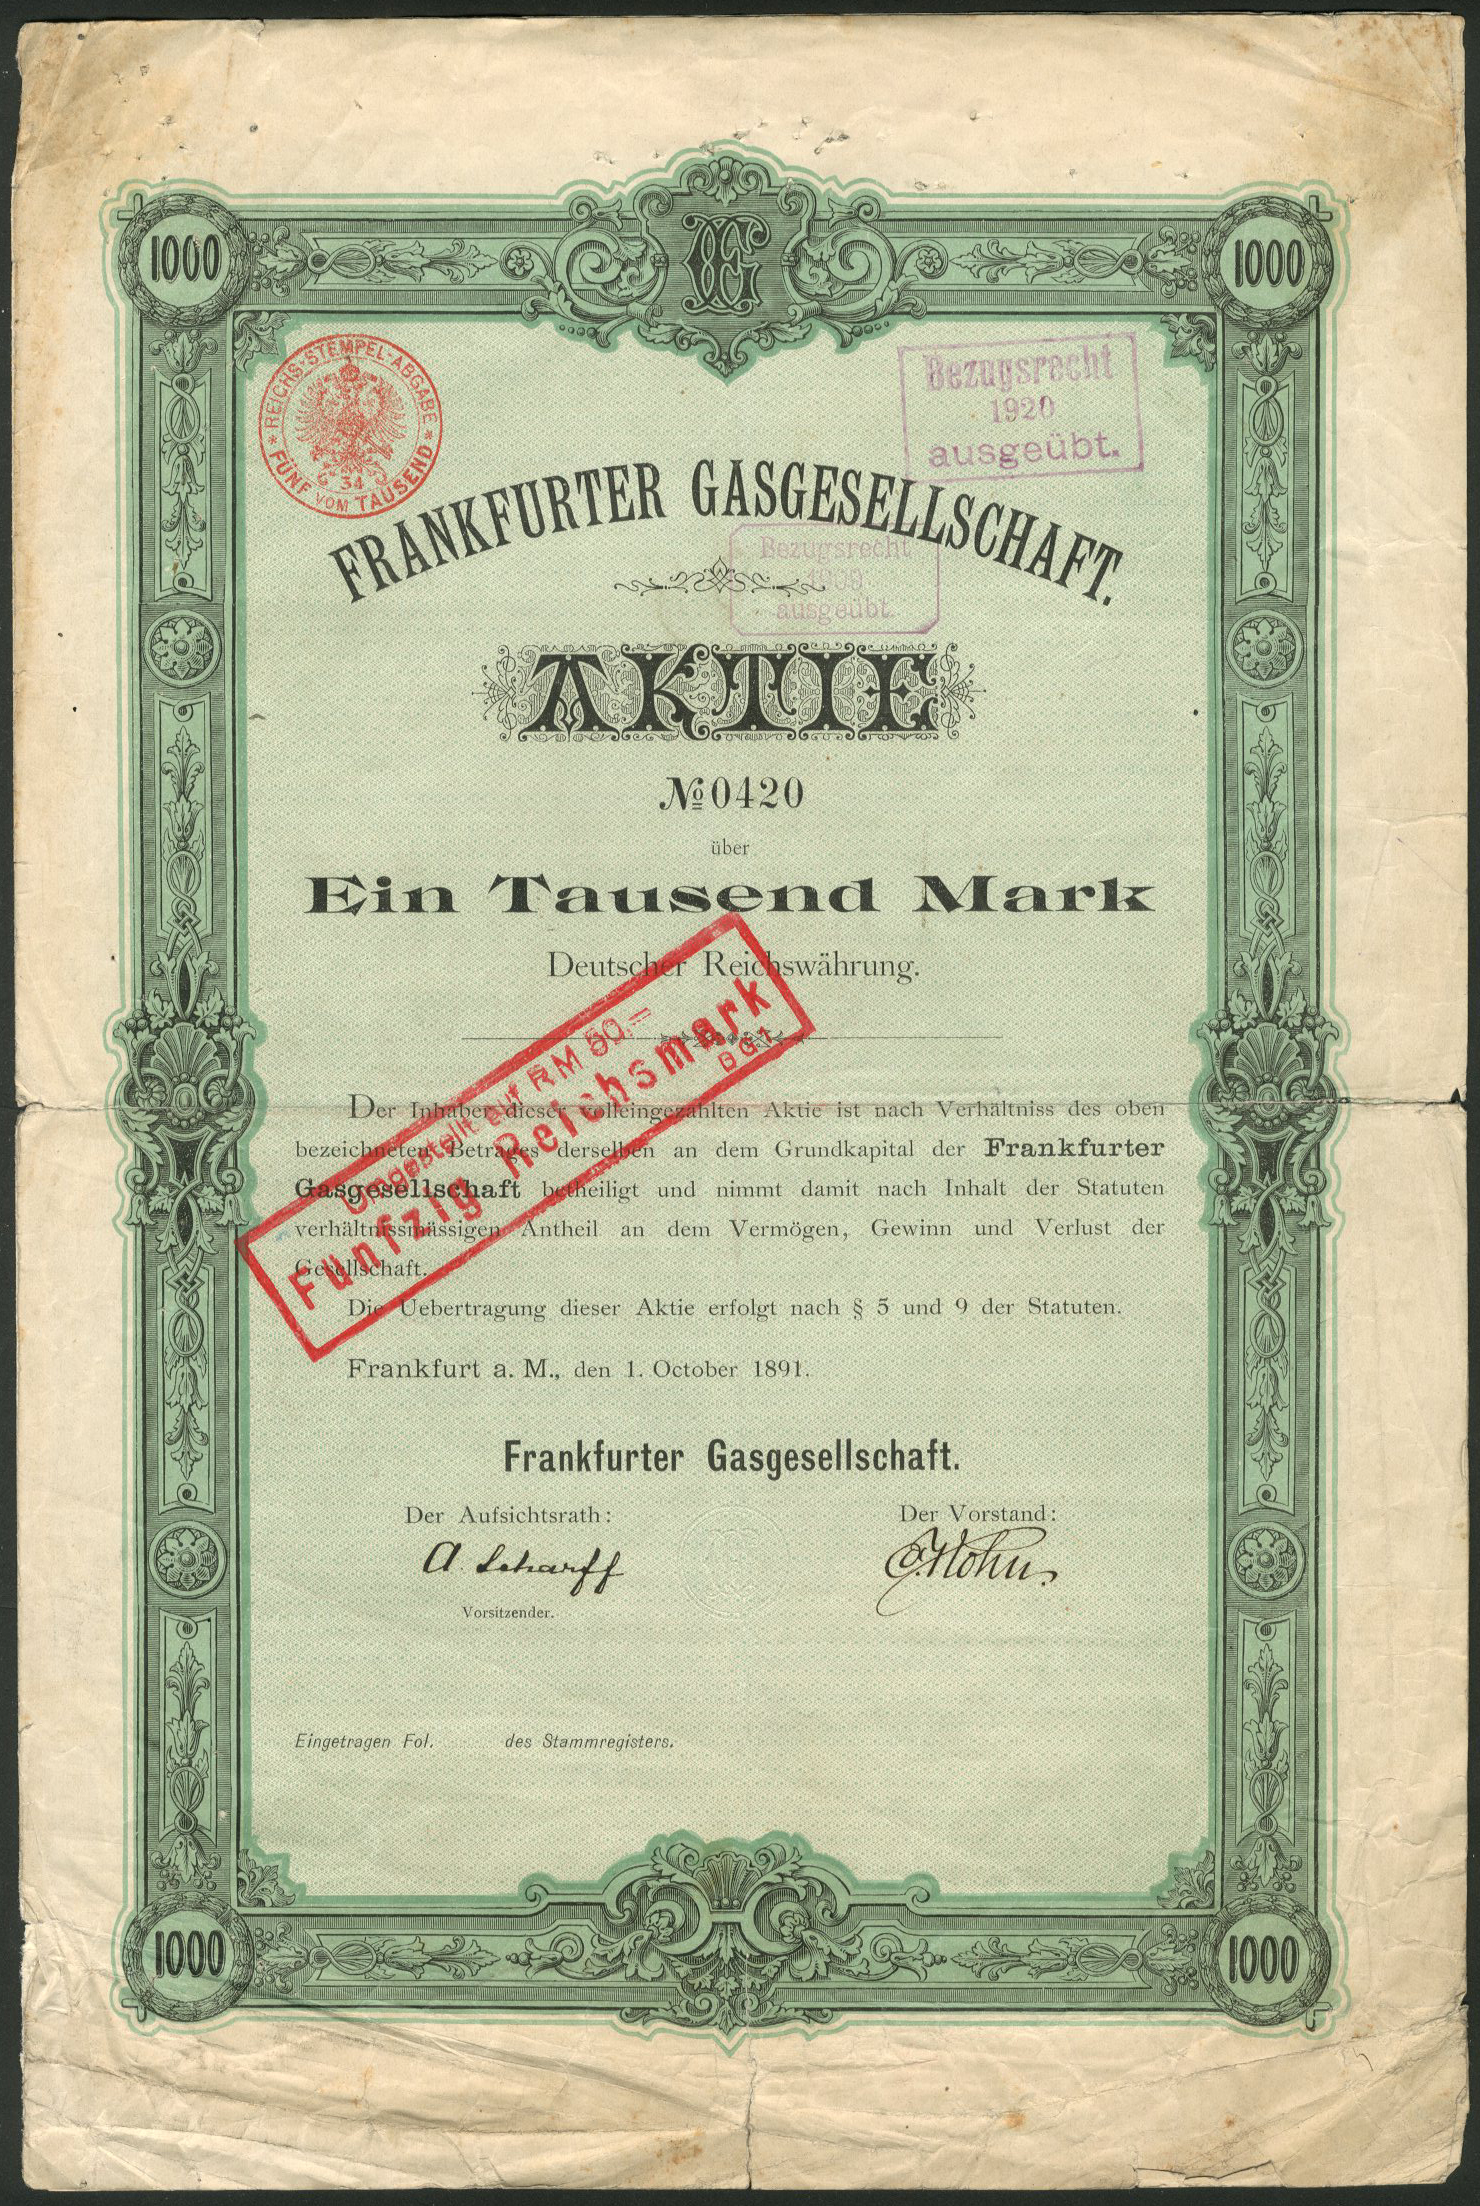 1000
1000
REICHS-STEMPEL-ABGABE
FÜNF VOM TAUSEND
34
Bezugsrecht
1920
ausgeübt.
FRANKFURTER GASGESELLSCHAFT.
Bezugsrecht
ausgeübt.
AKTIE
№ 0420
über
Ein Tausend Mark
Deutscher Reichswährung.
Umgestellt auf RM 50.=
Fünfzig Reichsmark
Der Inhaber dieser volleingezahlten Aktie ist nach Verhältniss des oben
bezeichneten Betrages derselben an dem Grundkapital der Frankfurter
Gasgesellschaft betheiligt und nimmt damit nach Inhalt der Statuten
verhältnissmässigen Antheil an dem Vermögen, Gewinn und Verlust der
Gesellschaft.
Die Uebertragung dieser Aktie erfolgt nach § 5 und 9 der Statuten.
Frankfurt a. M., den 1. October 1891.
Frankfurter Gasgesellschaft.
Der Aufsichtsrath: Der Vorstand:
A. Scharff
Vorsitzender.
Eingetragen Fol. des Stammregisters.
1000
1000